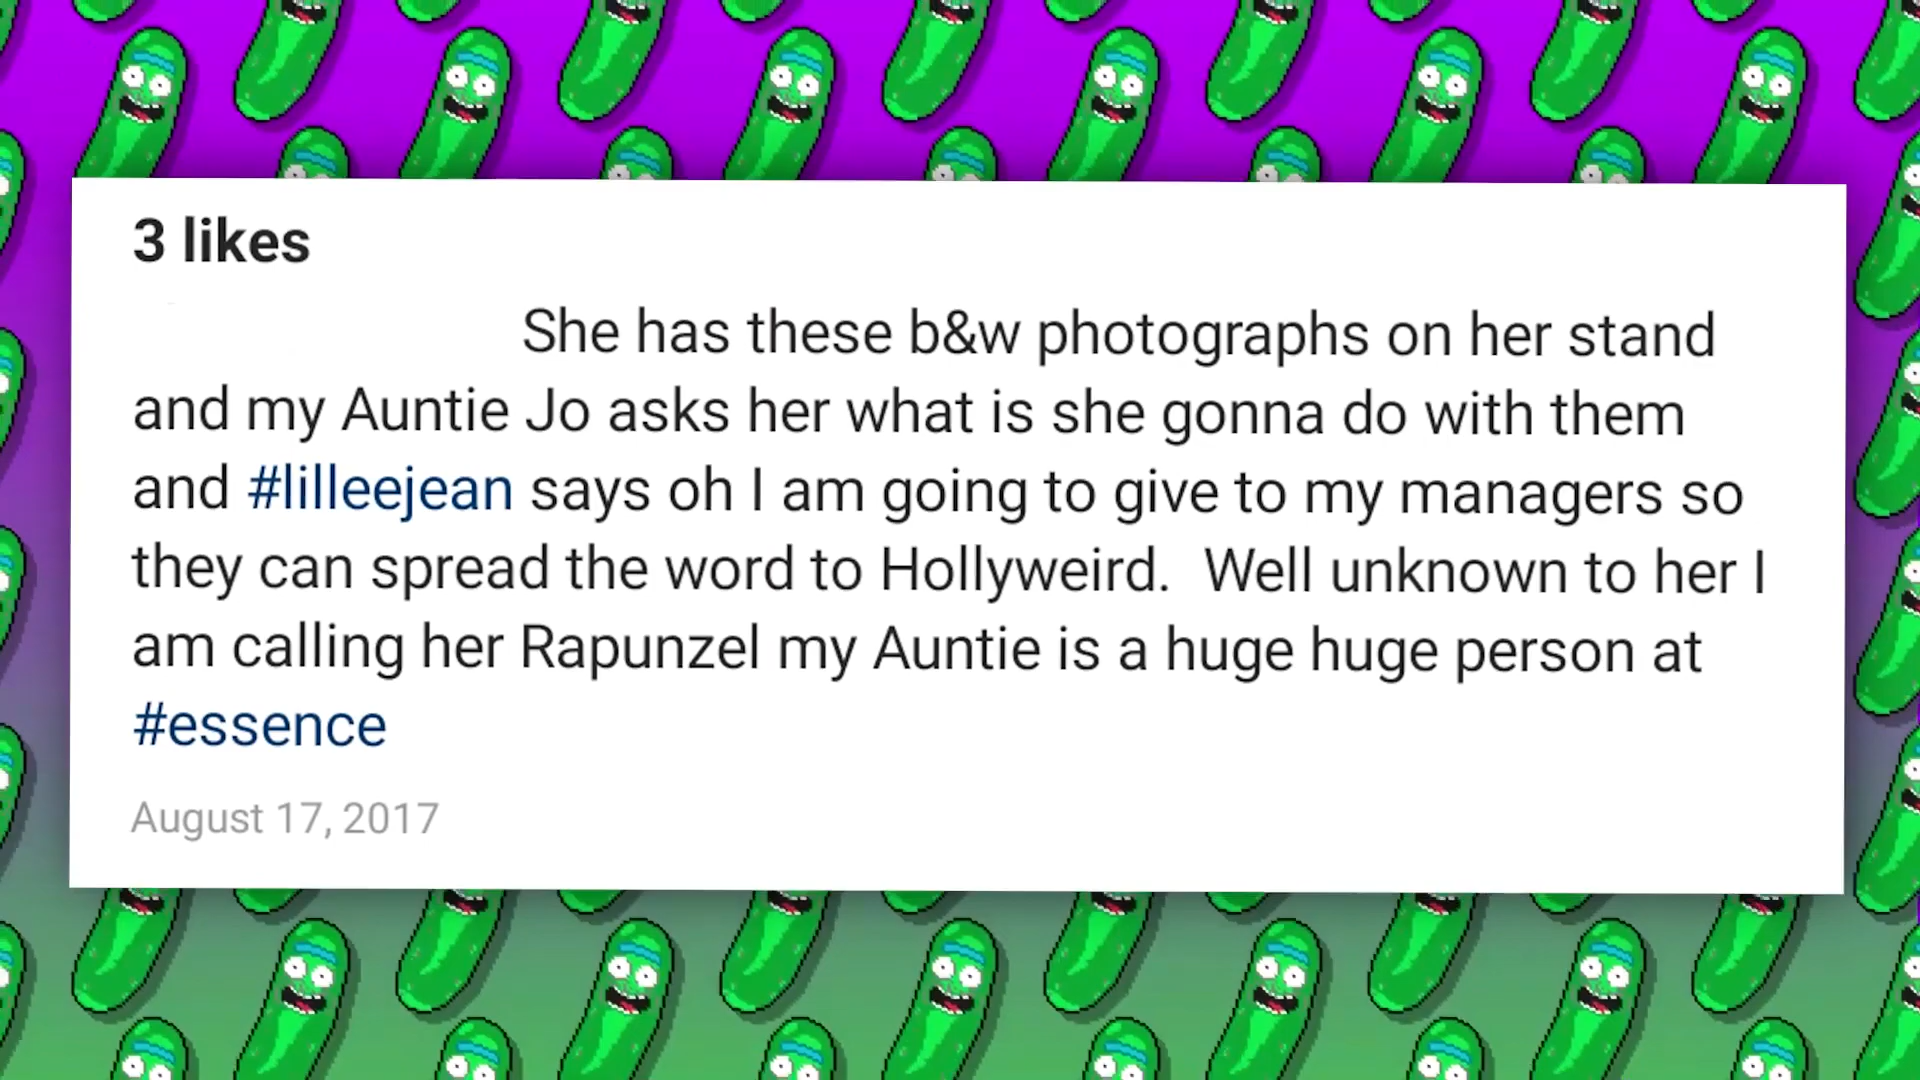 3 likes
She has these b&w photographs on her stand
and my Auntie Jo asks her what is she gonna do with them
and #lilleejean says oh I am going to give to my managers so
they can spread the word to Hollyweird.  Well unknown to her I
am calling her Rapunzel my Auntie is a huge huge person at
#essence
August 17, 2017